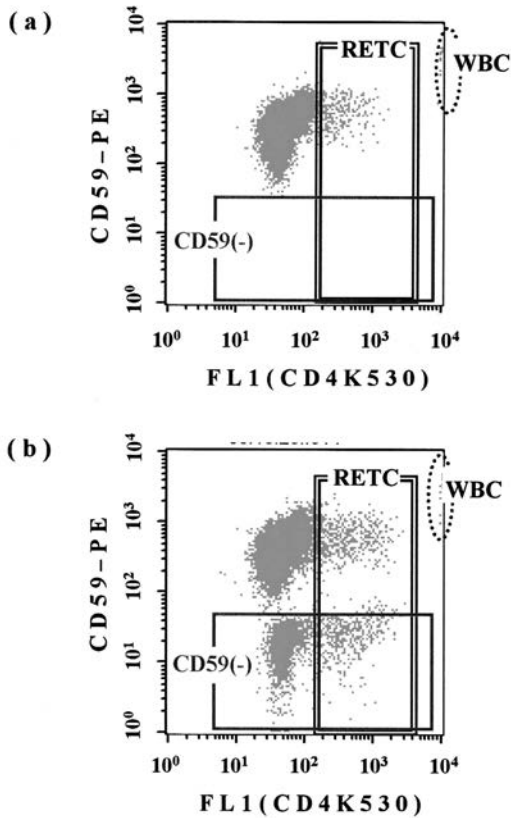 (a)
10⁴
10³
10²
10¹
10⁰
CD59–PE
RETC
WBC
CD59(-)
10⁰ 10¹ 10² 10³ 10⁴
FL1(CD4K530)
(b)
10⁴
10³
10²
10¹
10⁰
CD59–PE
RETC
WBC
CD59(-)
10⁰ 10¹ 10² 10³ 10⁴
FL1(CD4K530)